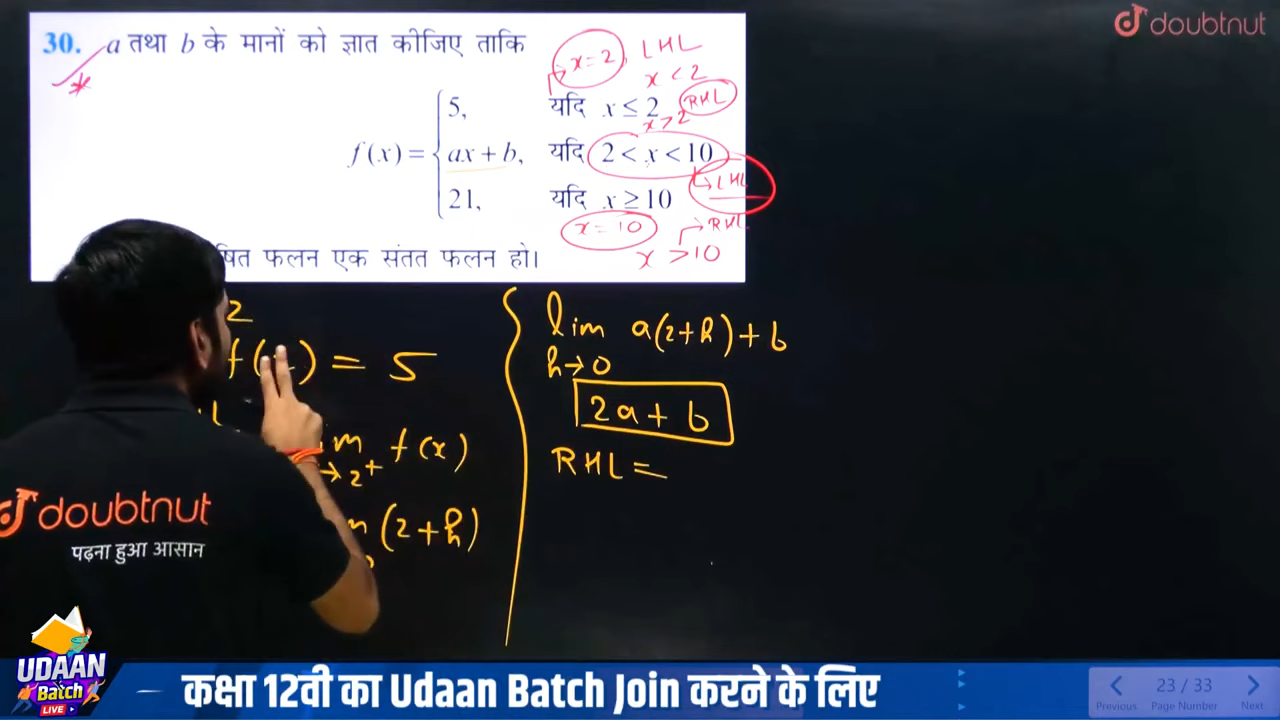 doubtnut
30. a तथा b के मानों को ज्ञात कीजिए ताकि
x=2, LHL
x < 2
5, यदि x ≤ 2 RHL
x > 2
f(x) = ax + b, यदि 2 < x < 10
→ LHL
21, यदि x ≥ 10
x = 10 → RHL
x > 10
फलन एक संतत फलन हो।
2
f( ) = 5
→ 2⁺ f(x)
(2+h)
lim a(2+h) + b
h→0
2a + b
RHL =
doubtnut
पढ़ना हुआ आसान
UDAAN
Batch
LIVE
कक्षा 12वी का Udaan Batch Join करने के लिए
23 / 33
Previous Page Number Next